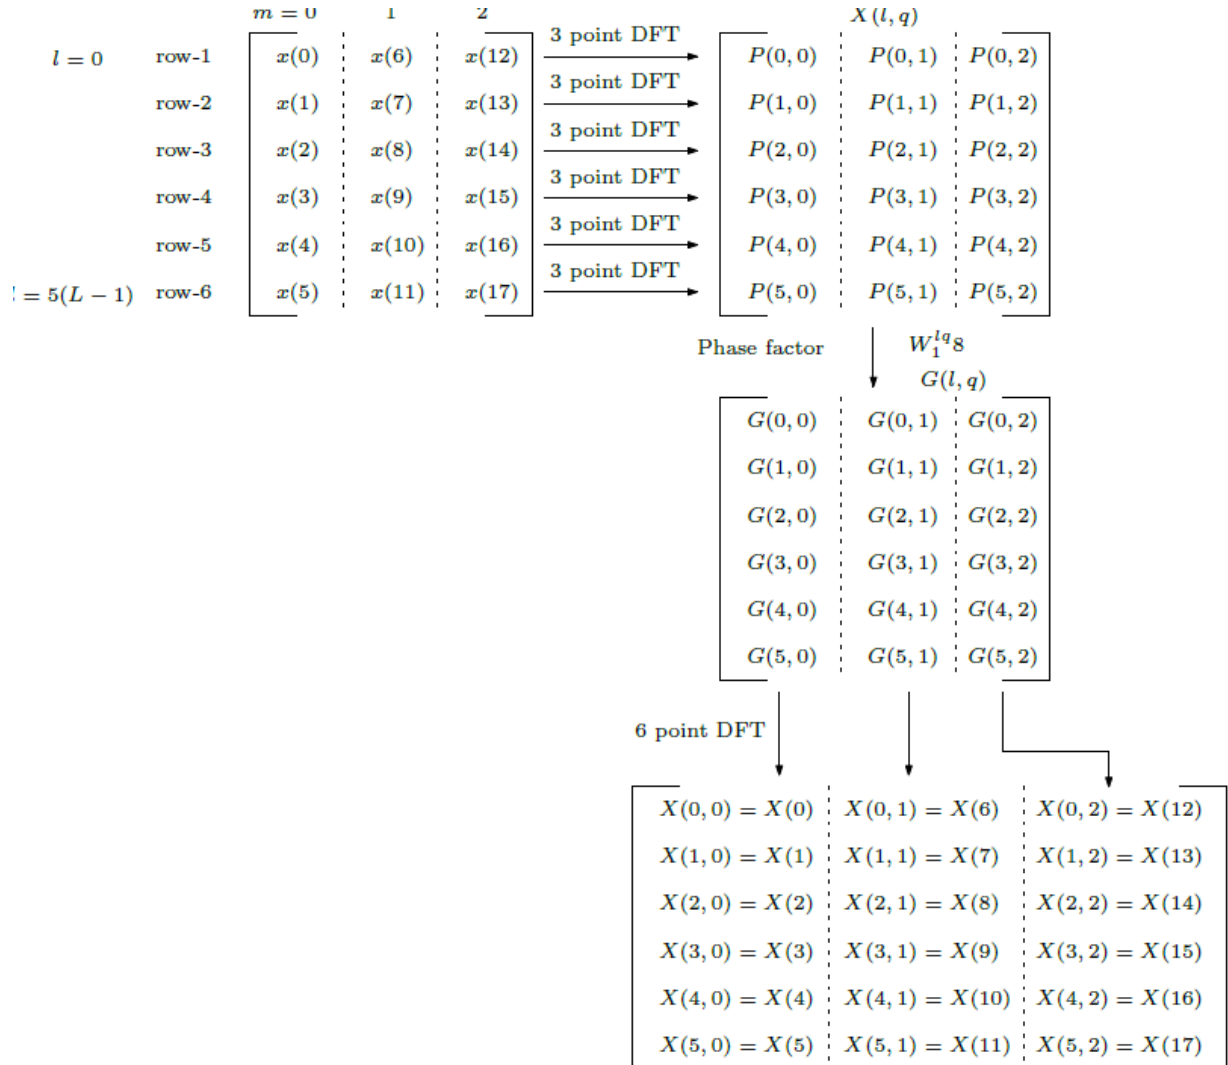 m = 0 1 2 X(l, q)
l = 0 row-1 x(0) x(6) x(12) 3 point DFT P(0, 0) P(0, 1) P(0, 2)
row-2 x(1) x(7) x(13) 3 point DFT P(1, 0) P(1, 1) P(1, 2)
row-3 x(2) x(8) x(14) 3 point DFT P(2, 0) P(2, 1) P(2, 2)
row-4 x(3) x(9) x(15) 3 point DFT P(3, 0) P(3, 1) P(3, 2)
row-5 x(4) x(10) x(16) 3 point DFT P(4, 0) P(4, 1) P(4, 2)
l = 5(L − 1) row-6 x(5) x(11) x(17) 3 point DFT P(5, 0) P(5, 1) P(5, 2)
Phase factor W_1^{lq}8
G(l, q)
G(0, 0) G(0, 1) G(0, 2)
G(1, 0) G(1, 1) G(1, 2)
G(2, 0) G(2, 1) G(2, 2)
G(3, 0) G(3, 1) G(3, 2)
G(4, 0) G(4, 1) G(4, 2)
G(5, 0) G(5, 1) G(5, 2)
6 point DFT
X(0, 0) = X(0) X(0, 1) = X(6) X(0, 2) = X(12)
X(1, 0) = X(1) X(1, 1) = X(7) X(1, 2) = X(13)
X(2, 0) = X(2) X(2, 1) = X(8) X(2, 2) = X(14)
X(3, 0) = X(3) X(3, 1) = X(9) X(3, 2) = X(15)
X(4, 0) = X(4) X(4, 1) = X(10) X(4, 2) = X(16)
X(5, 0) = X(5) X(5, 1) = X(11) X(5, 2) = X(17)